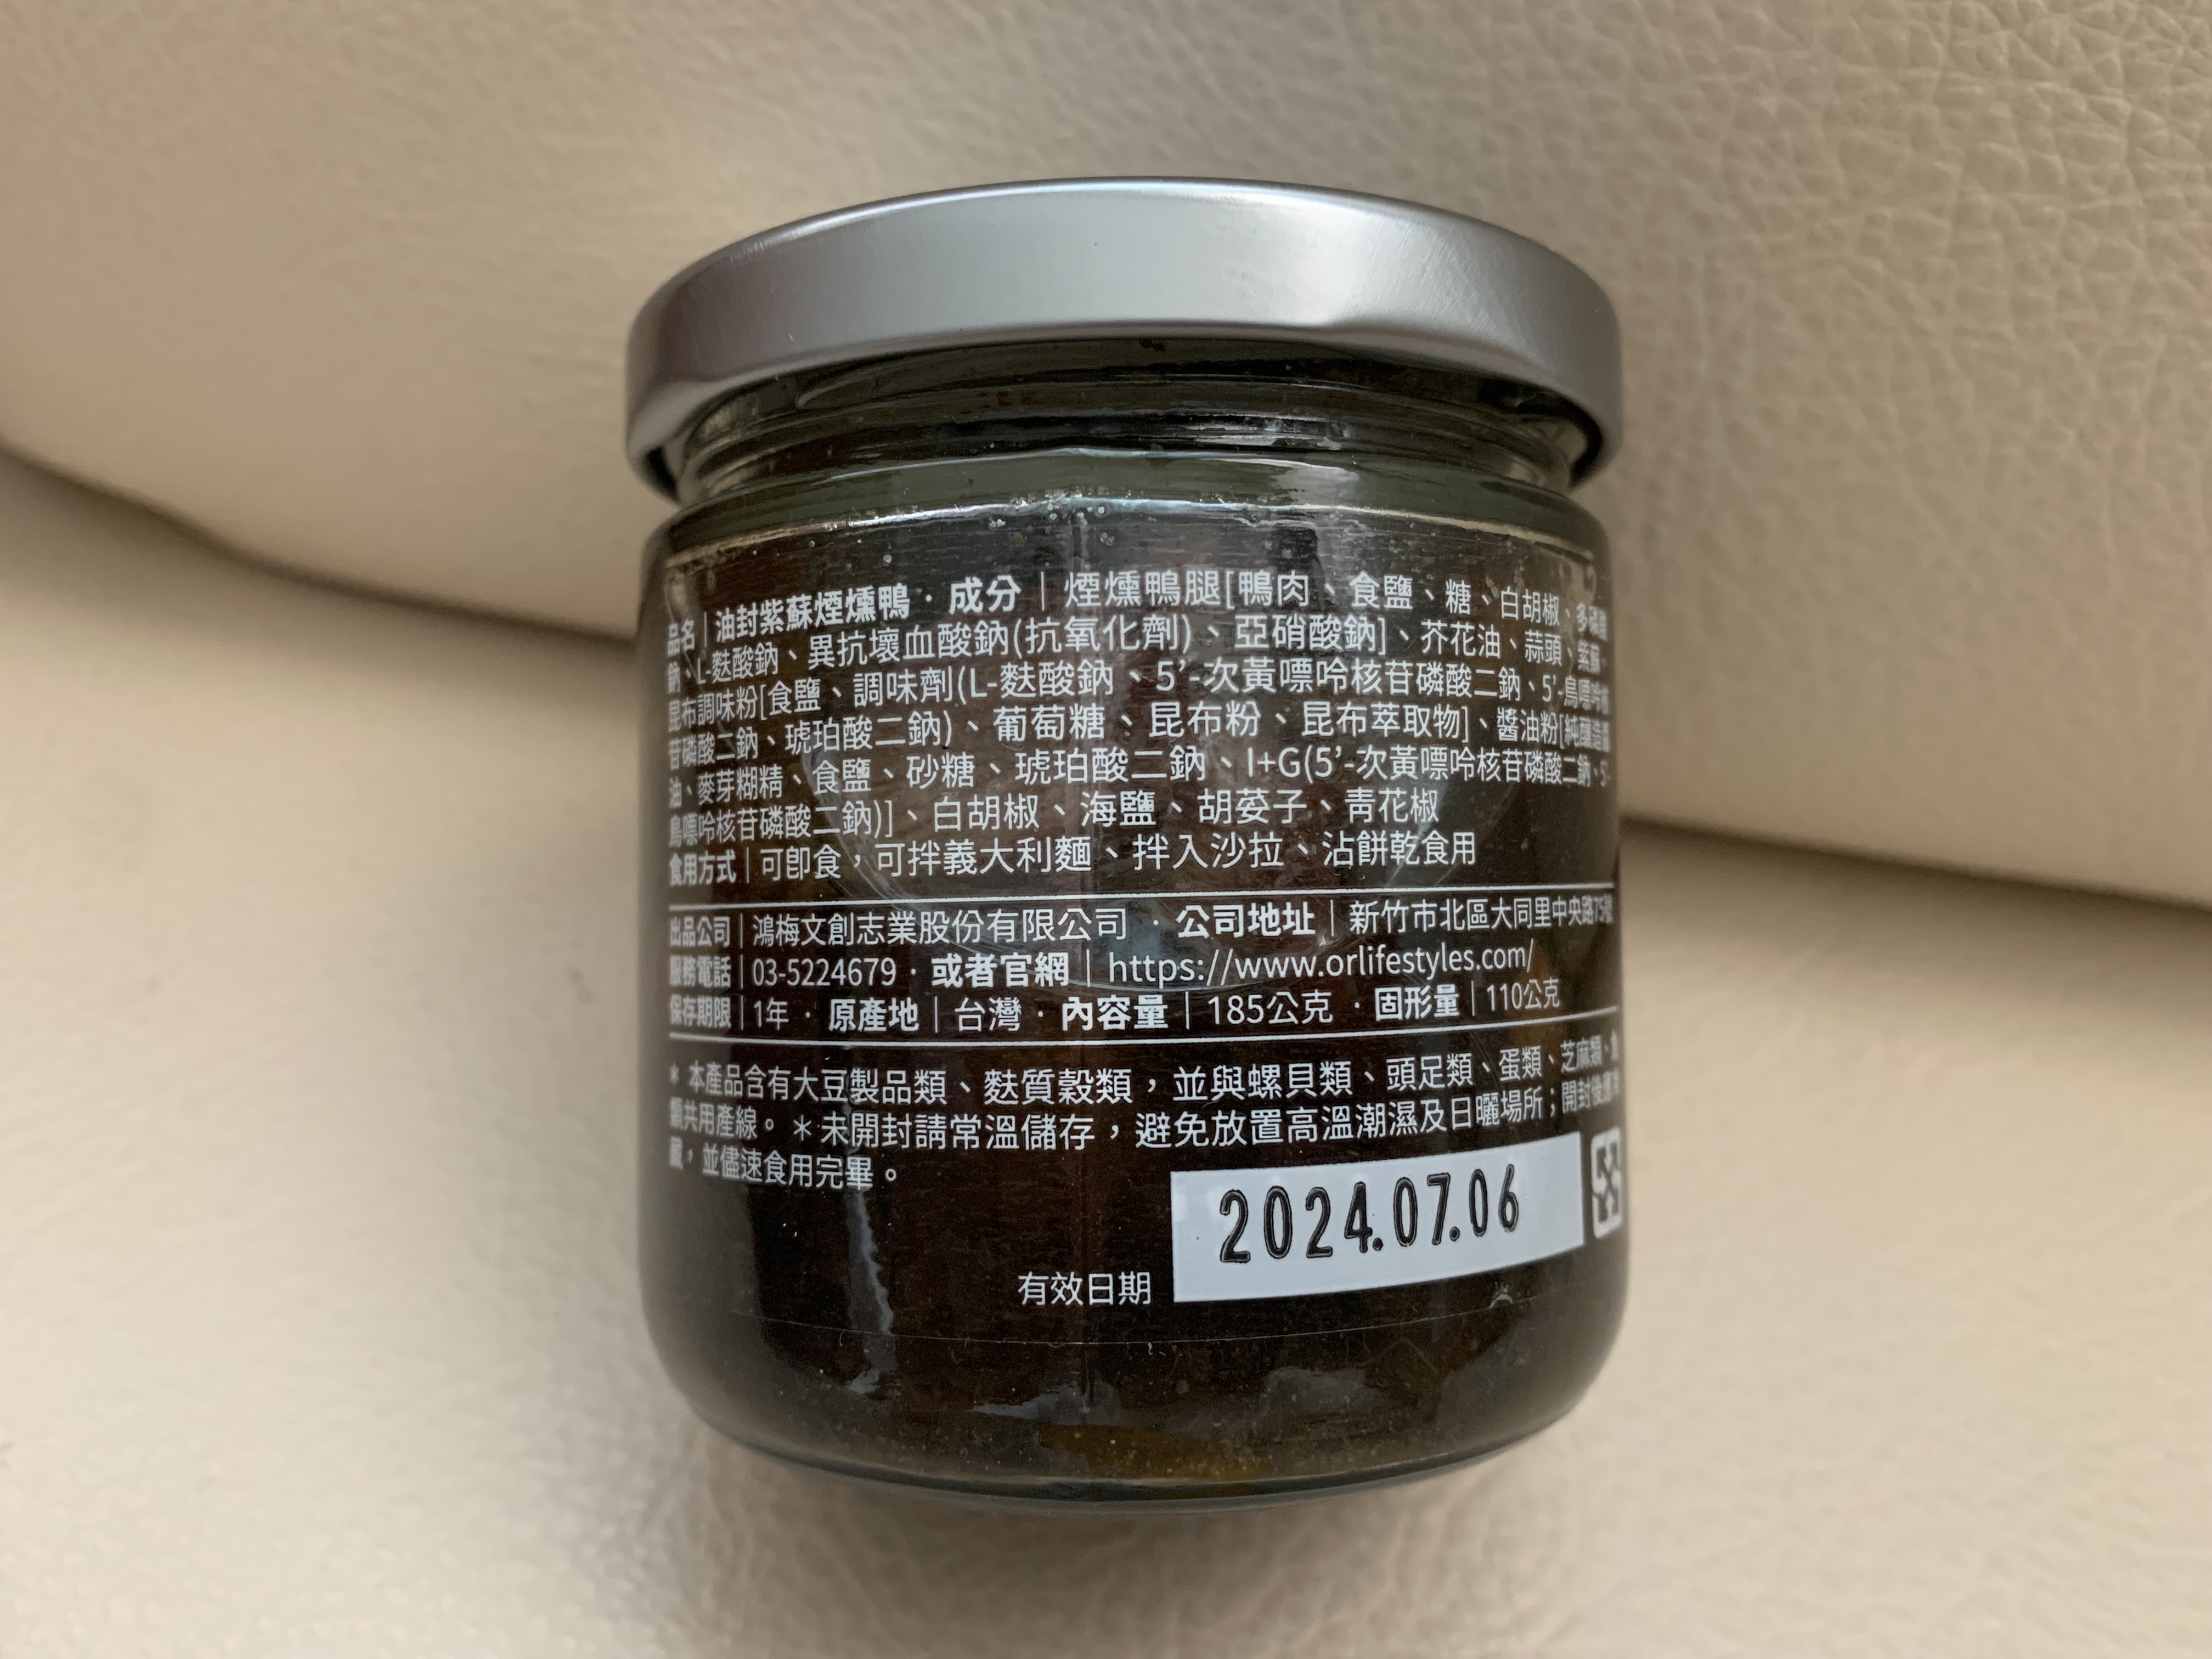 品名｜油封紫蘇煙燻鴨．成分｜煙燻鴨腿[鴨肉、食鹽、糖、白胡椒、多磷酸
鈉、L-麩酸鈉、異抗壞血酸鈉(抗氧化劑)、亞硝酸鈉]、芥花油、蒜頭、紫蘇、
昆布調味粉[食鹽、調味劑(L-麩酸鈉、5’-次黃嘌呤核苷磷酸二鈉、5’-鳥嘌呤核
苷磷酸二鈉、琥珀酸二鈉)、葡萄糖、昆布粉、昆布萃取物]、醬油粉[純釀造醬
油、麥芽糊精、食鹽、砂糖、琥珀酸二鈉、I+G(5’-次黃嘌呤核苷磷酸二鈉、5’-
鳥嘌呤核苷磷酸二鈉)]、白胡椒、海鹽、胡荽子、青花椒
食用方式｜可即食，可拌義大利麵、拌入沙拉、沾餅乾食用
出品公司｜鴻梅文創志業股份有限公司．公司地址｜新竹市北區大同里中央路75號
服務電話｜03-5224679．或者官網｜https://www.orlifestyles.com/
保存期限｜1年．原產地｜台灣．內容量｜185公克．固形量｜110公克
＊本產品含有大豆製品類、麩質穀類，並與螺貝類、頭足類、蛋類、芝麻類、魚
類共用產線。＊未開封請常溫儲存，避免放置高溫潮濕及日曬場所；開封後請冷
藏，並儘速食用完畢。
2024.07.06
有效日期